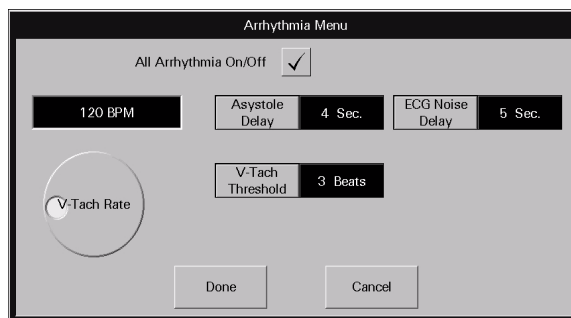 Arrhythmia Menu
All Arrhythmia On/Off
120 BPM
Asystole
Delay
4 Sec.
ECG Noise
Delay
5 Sec.
V-Tach Rate
V-Tach
Threshold
3 Beats
Done
Cancel